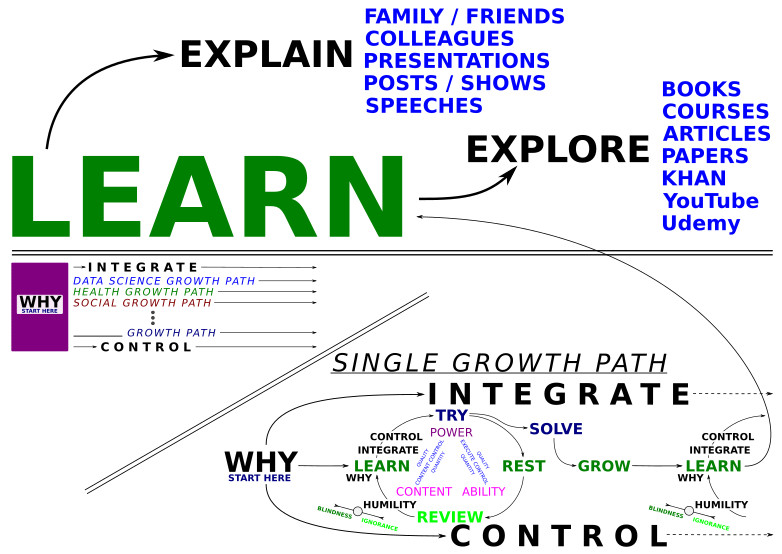 FAMILY / FRIENDS
COLLEAGUES
EXPLAIN PRESENTATIONS
POSTS / SHOWS
SPEECHES
BOOKS
COURSES
ARTICLES
EXPLORE
PAPERS
KHAN
YouTube
Udemy
LEARN
INTEGRATE
DATA SCIENCE GROWTH PATH
HEALTH GROWTH PATH
SOCIAL GROWTH PATH
WHY
START HERE
GROWTH PATH
CONTROL
SINGLE GROWTH PATH
INTEGRATE
TRY
POWER
SOLVE
CONTROL
INTEGRATE
LEARN
WHY
WHY
START HERE
QUALITY
CONTENT CONTROL
QUANTITY
QUALITY
EXECUTE CONTROL
QUANTITY
REST
GROW
CONTROL
INTEGRATE
LEARN
WHY
CONTENT ABILITY
HUMILITY
BLINDNESS
IGNORANCE
REVIEW
HUMILITY
BLINDNESS
IGNORANCE
CONTROL